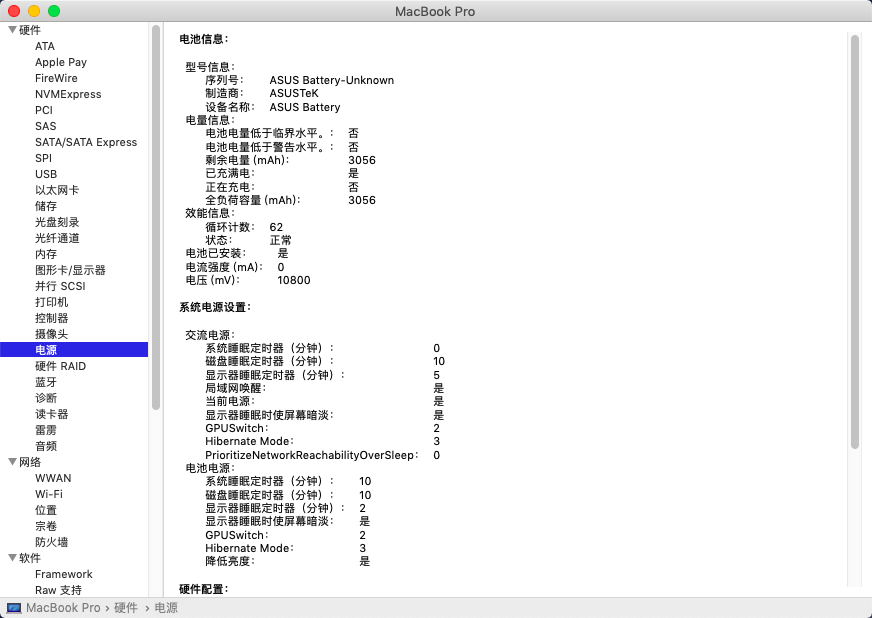 MacBook Pro
硬件
ATA
Apple Pay
FireWire
NVMExpress
PCI
SAS
SATA/SATA Express
SPI
USB
以太网卡
储存
光盘刻录
光纤通道
内存
图形卡/显示器
并行 SCSI
打印机
控制器
摄像头
电源
硬件 RAID
蓝牙
诊断
读卡器
雷雳
音频
网络
WWAN
Wi-Fi
位置
宗卷
防火墙
软件
Framework
Raw 支持
电池信息：
型号信息：
序列号： ASUS Battery-Unknown
制造商： ASUSTeK
设备名称： ASUS Battery
电量信息：
电池电量低于临界水平。： 否
电池电量低于警告水平。： 否
剩余电量 (mAh)： 3056
已充满电： 是
正在充电： 否
全负荷容量 (mAh)： 3056
效能信息：
循环计数： 62
状态： 正常
电池已安装： 是
电流强度 (mA)： 0
电压 (mV)： 10800
系统电源设置：
交流电源：
系统睡眠定时器（分钟）： 0
磁盘睡眠定时器（分钟）： 10
显示器睡眠定时器（分钟）： 5
局域网唤醒： 是
当前电源： 是
显示器睡眠时使屏幕暗淡： 是
GPUSwitch： 2
Hibernate Mode： 3
PrioritizeNetworkReachabilityOverSleep： 0
电池电源：
系统睡眠定时器（分钟）： 10
磁盘睡眠定时器（分钟）： 10
显示器睡眠定时器（分钟）： 2
显示器睡眠时使屏幕暗淡： 是
GPUSwitch： 2
Hibernate Mode： 3
降低亮度： 是
硬件配置：
MacBook Pro › 硬件 › 电源